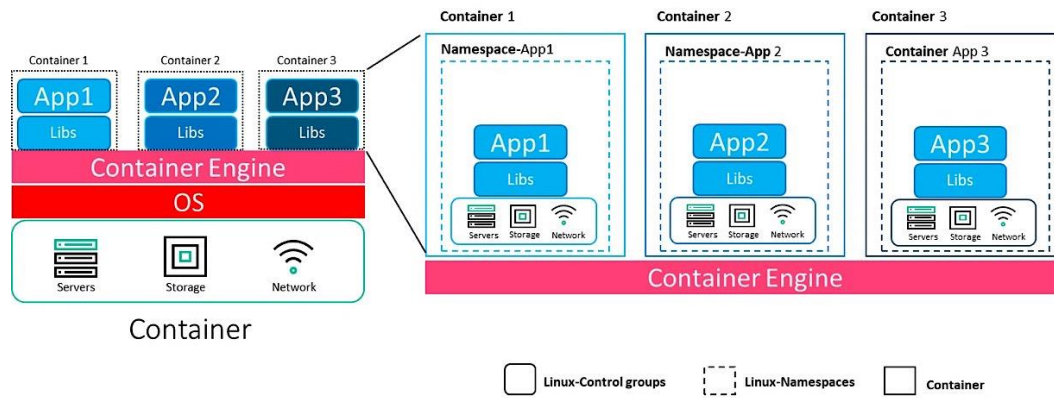 Container 1
Container 2
Container 3
App1
App2
App3
Libs
Libs
Libs
Container Engine
OS
Servers
Storage
Network
Container
Container 1
Container 2
Container 3
Namespace-App1
Namespace-App 2
Container App 3
App1
App2
App3
Libs
Libs
Libs
Servers Storage Network
Servers Storage Network
Servers Storage Network
Container Engine
Linux-Control groups
Linux-Namespaces
Container